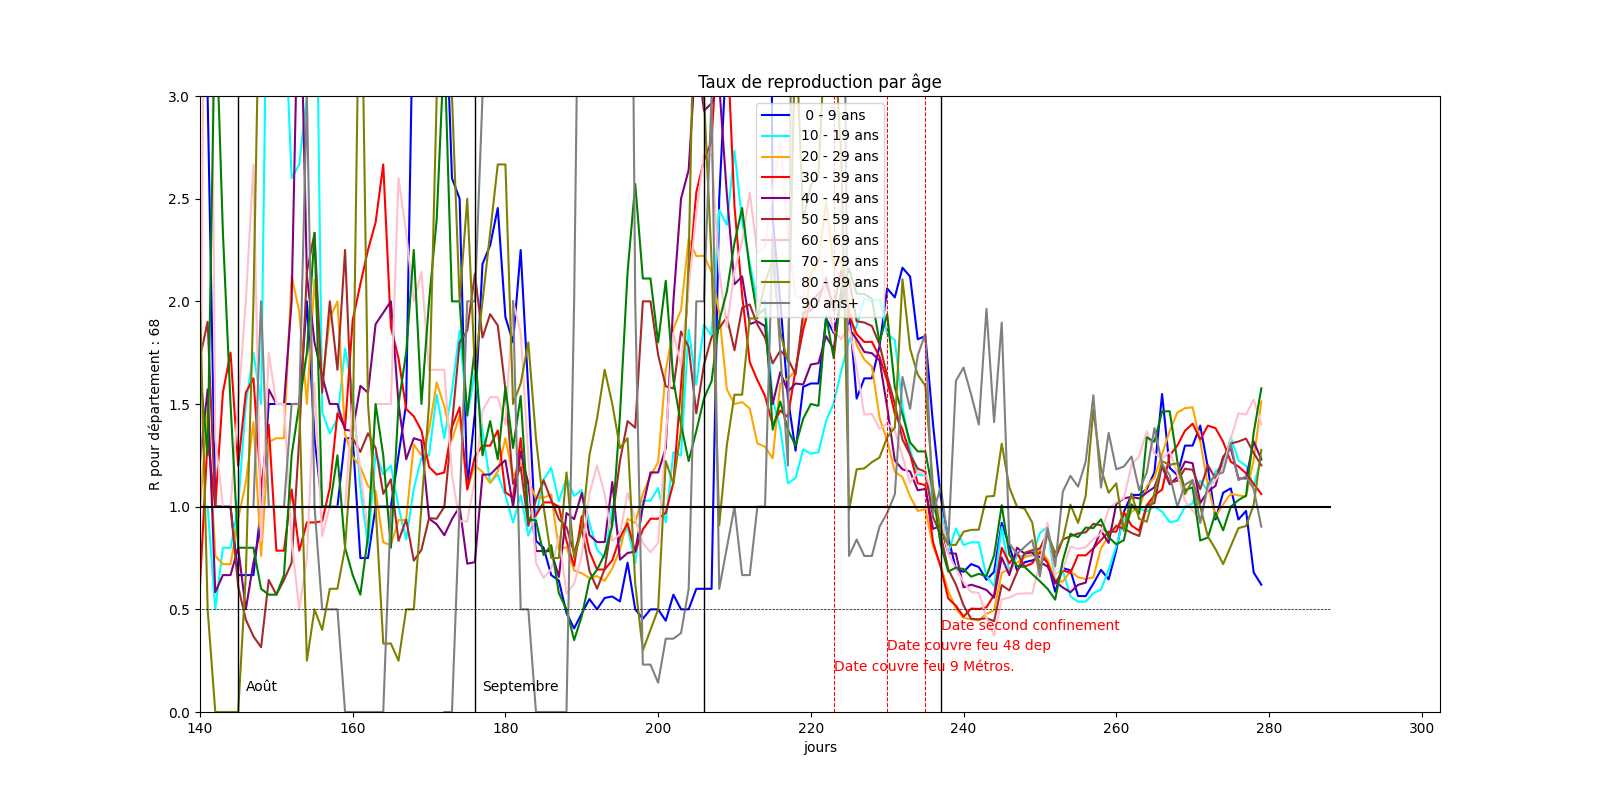 Taux de reproduction par âge
R pour département : 68
3.0
2.5
2.0
1.5
1.0
0.5
0.0
0 - 9 ans
10 - 19 ans
20 - 29 ans
30 - 39 ans
40 - 49 ans
50 - 59 ans
60 - 69 ans
70 - 79 ans
80 - 89 ans
90 ans+
Date second confinement
Date couvre feu 48 dep
Date couvre feu 9 Métros.
Août
Septembre
140
160
180
200
220
240
260
280
300
jours